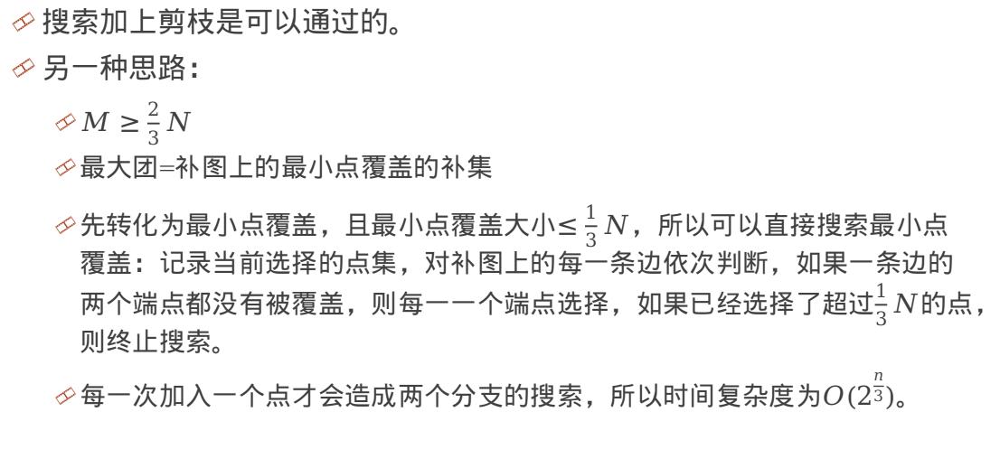 搜索加上剪枝是可以通过的。
另一种思路：
M ≥ 2/3 N
最大团=补图上的最小点覆盖的补集
先转化为最小点覆盖，且最小点覆盖大小≤ 1/3 N，所以可以直接搜索最小点
覆盖：记录当前选择的点集，对补图上的每一条边依次判断，如果一条边的
两个端点都没有被覆盖，则每一一个端点选择，如果已经选择了超过1/3 N的点，
则终止搜索。
每一次加入一个点才会造成两个分支的搜索，所以时间复杂度为O(2^(n/3))。